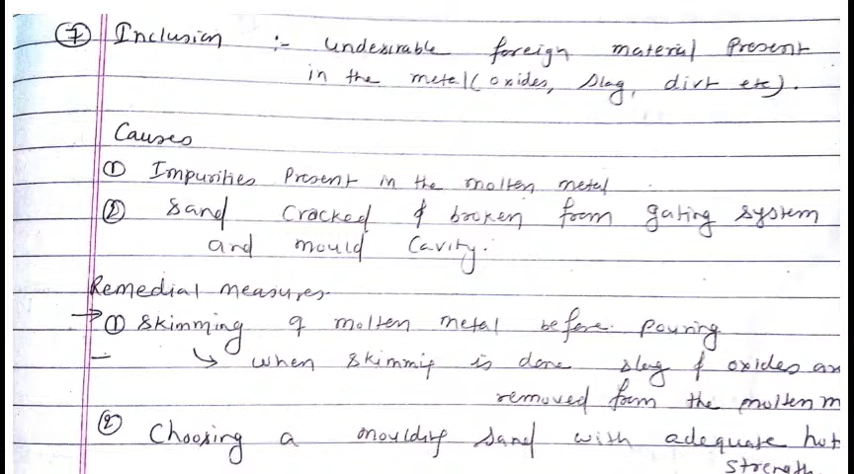 ⑦ Inclusion :- undesirable foreign material Present
in the metal (oxides, slag, dirt etc).
Causes
① Impurities Present in the molten metal
② Sand cracked & broken from gating system
and mould cavity.
Remedial measures.
→ ① Skimming of molten metal before pouring
↳ when skimmig is done slag & oxides ar
removed from the molten m
② Choosing a moulding sand with adequate hot
strength